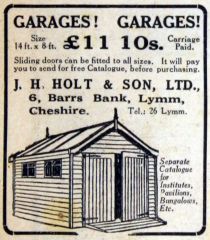 GARAGES! GARAGES!
Size
14 ft. x 8 ft.
£11 10s.
Carriage
Paid.
Sliding doors can be fitted to all sizes. It will pay
you to send for free Catalogue, before purchasing.
J. H. HOLT & SON, LTD.,
6, Barrs Bank, Lymm,
Cheshire. Tel.: 26 Lymm.
Separate
Catalogue
for
Institutes,
Pavilions,
Bungalows,
Etc.